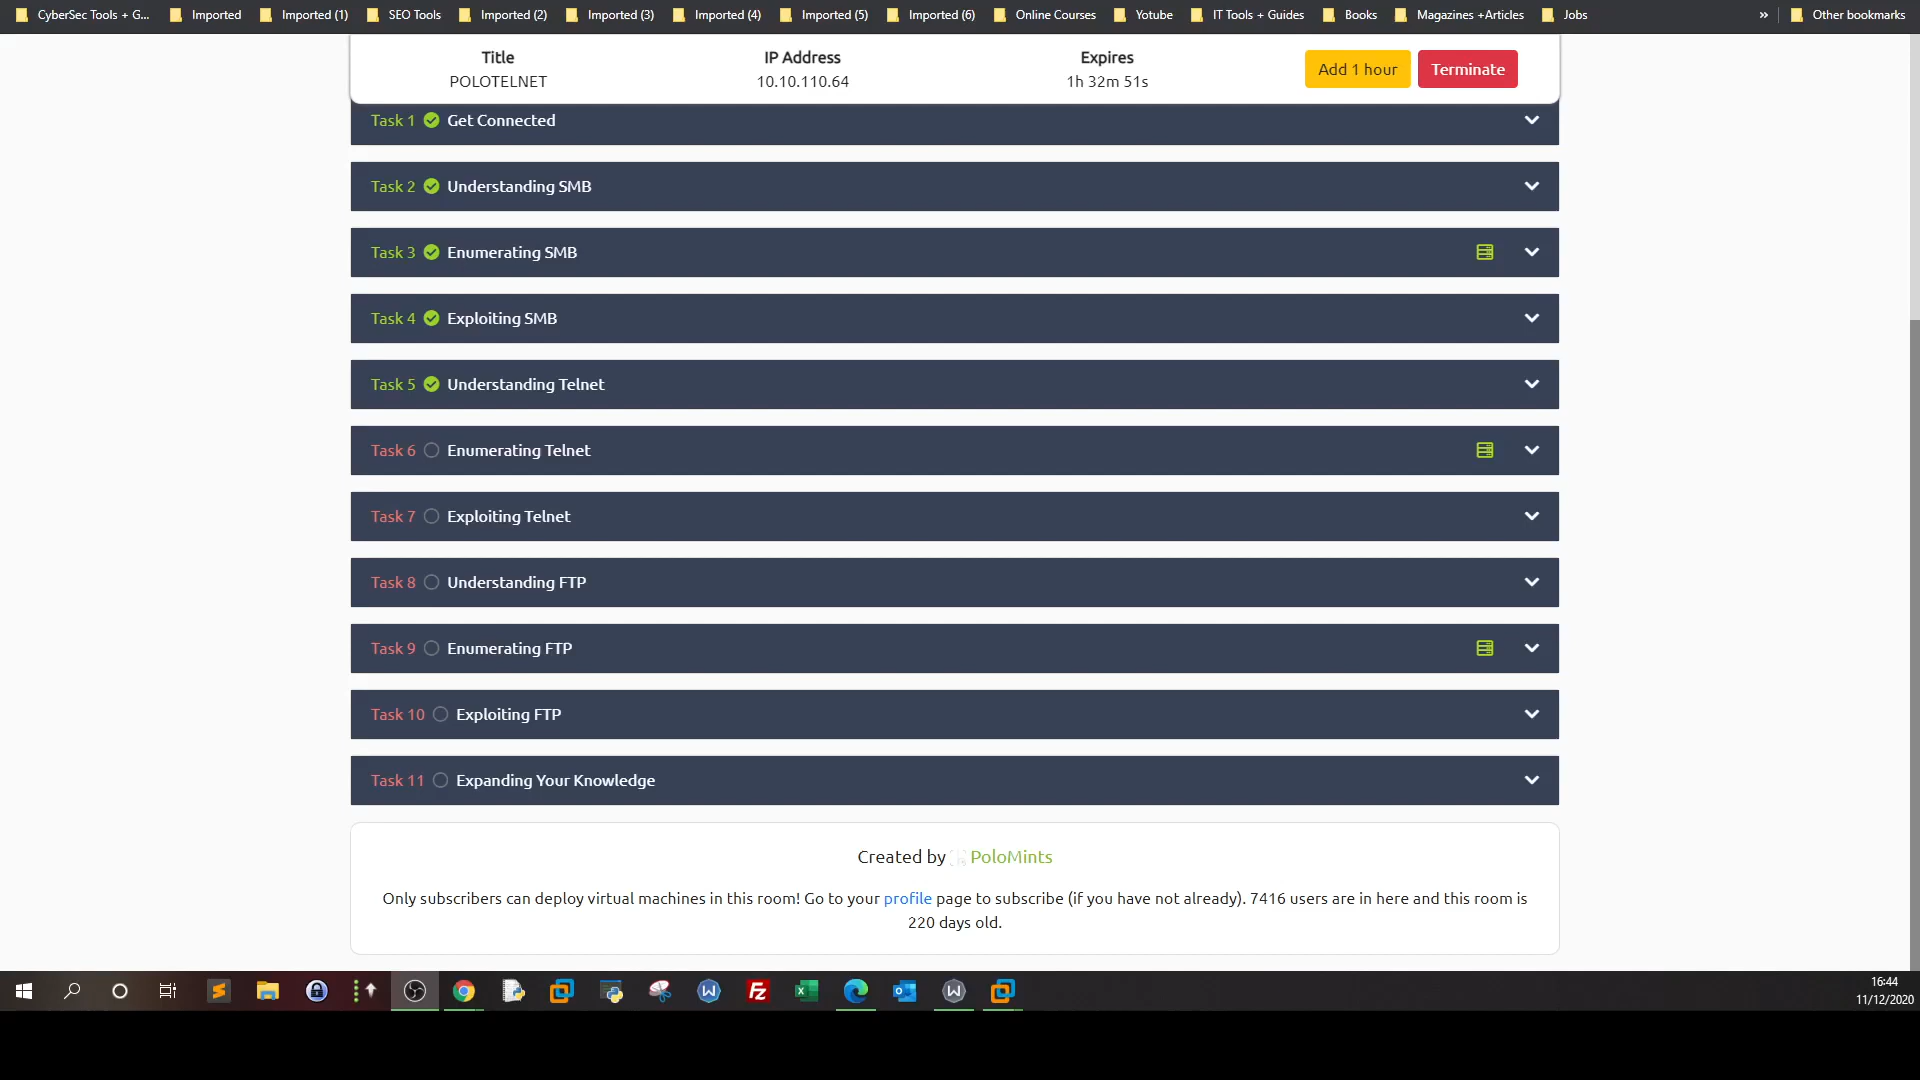 CyberSec Tools + G... Imported Imported (1) SEO Tools Imported (2) Imported (3) Imported (4) Imported (5) Imported (6) Online Courses Yotube IT Tools + Guides Books Magazines +Articles Jobs » Other bookmarks
Title IP Address Expires
POLOTELNET 10.10.110.64 1h 32m 51s
Add 1 hour Terminate
Task 1 Get Connected
Task 2 Understanding SMB
Task 3 Enumerating SMB
Task 4 Exploiting SMB
Task 5 Understanding Telnet
Task 6 Enumerating Telnet
Task 7 Exploiting Telnet
Task 8 Understanding FTP
Task 9 Enumerating FTP
Task 10 Exploiting FTP
Task 11 Expanding Your Knowledge
Created by PoloMints
Only subscribers can deploy virtual machines in this room! Go to your profile page to subscribe (if you have not already). 7416 users are in here and this room is
220 days old.
16:44
11/12/2020